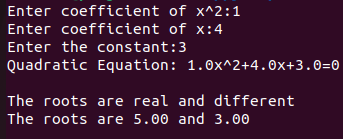 Enter coefficient of x^2:1
Enter coefficient of x:4
Enter the constant:3
Quadratic Equation: 1.0x^2+4.0x+3.0=0
The roots are real and different
The roots are 5.00 and 3.00